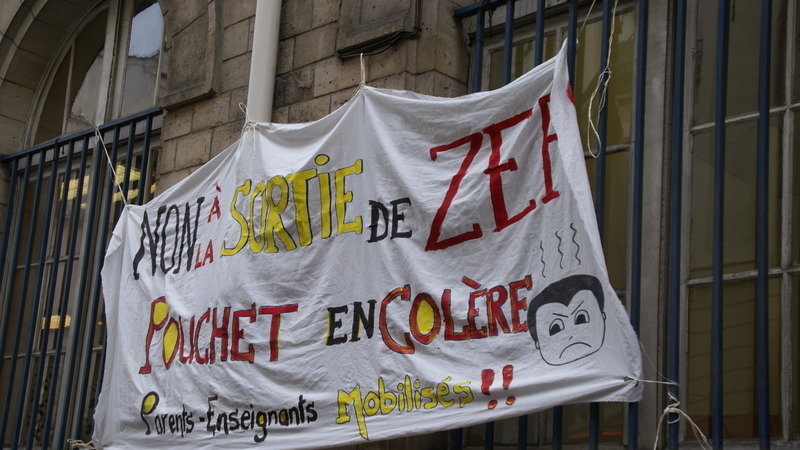 NON À LA SORTIE DE ZEP
POUCHET EN COLÈRE
Parents-Enseignants Mobilisés !!